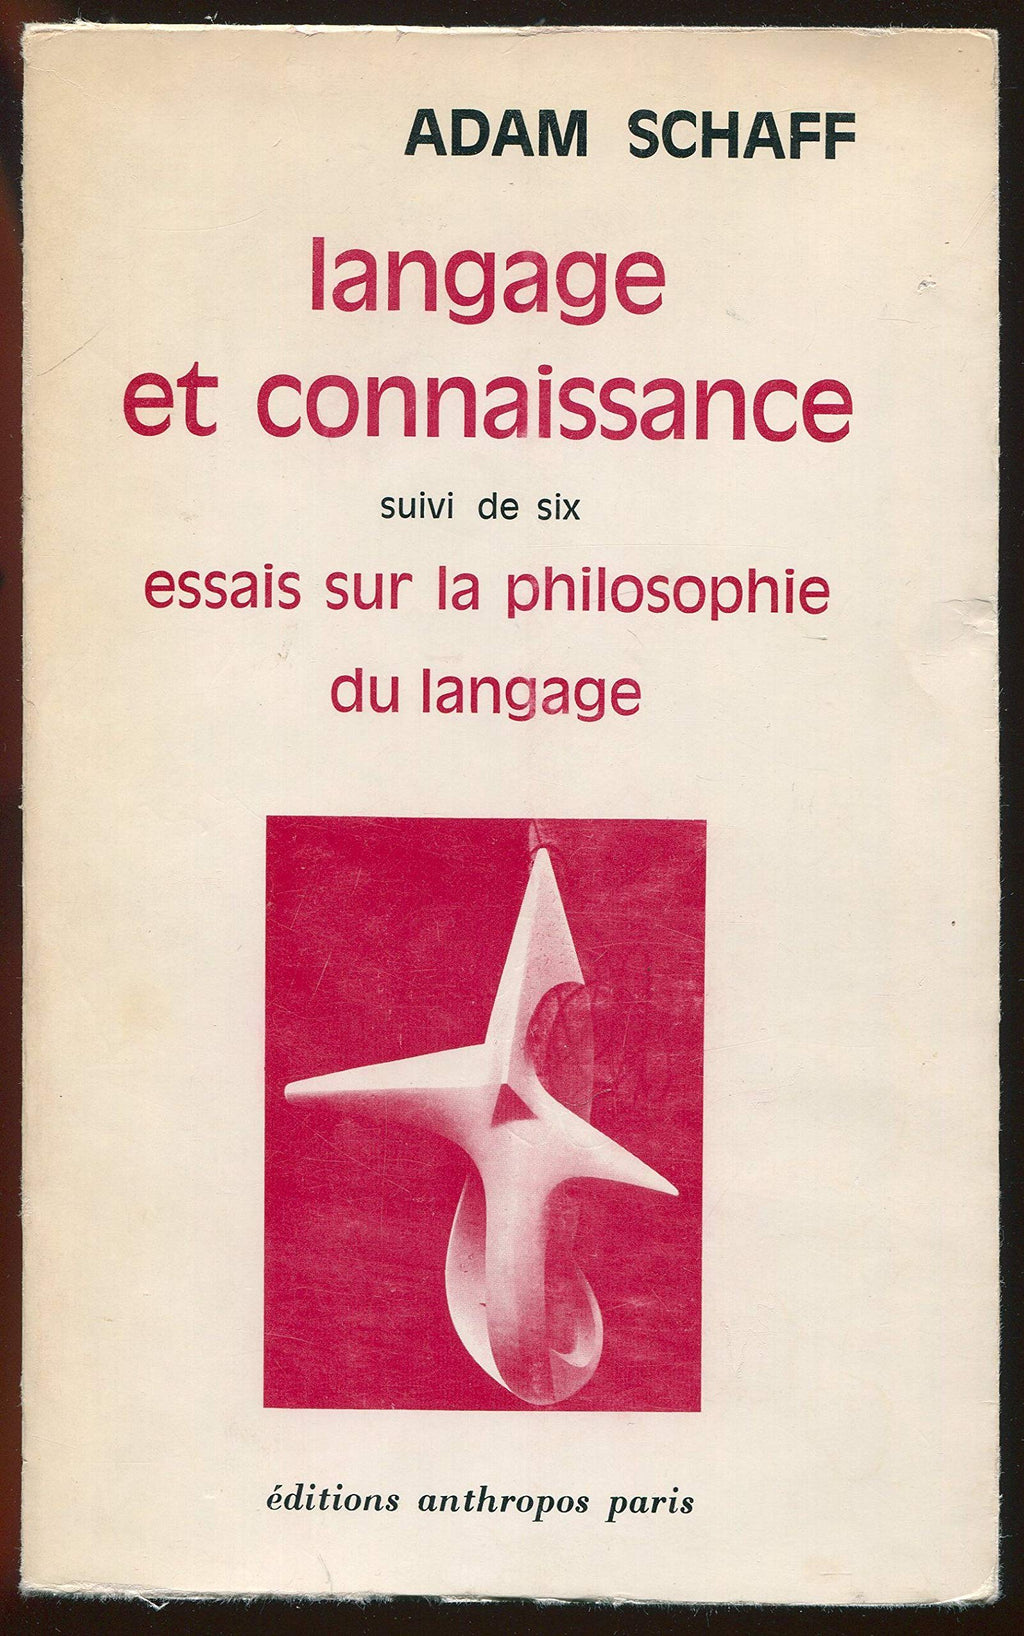 ADAM SCHAFF
langage
et connaissance
suivi de six
essais sur la philosophie
du langage
éditions anthropos paris